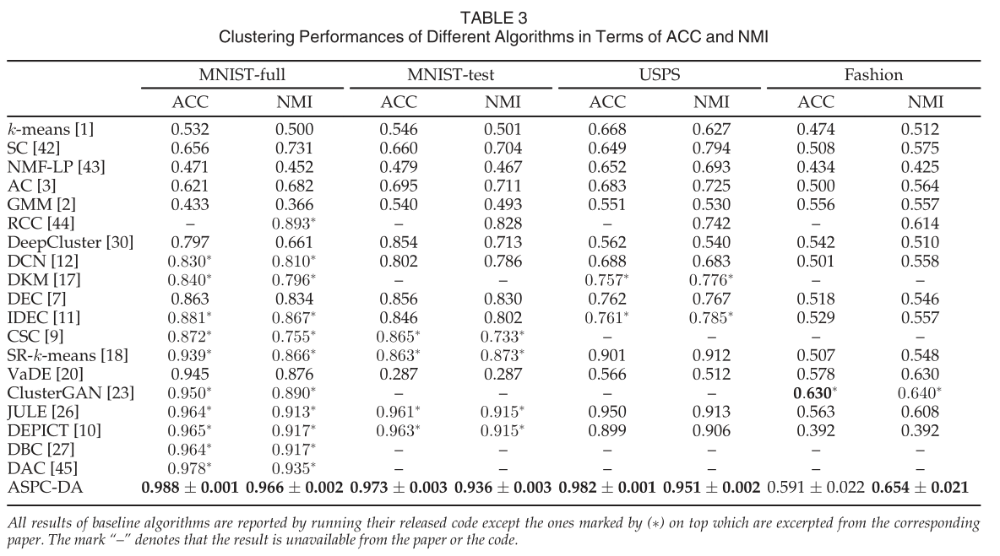 TABLE 3
Clustering Performances of Different Algorithms in Terms of ACC and NMI
MNIST-full MNIST-test USPS Fashion
ACC NMI ACC NMI ACC NMI ACC NMI
k-means [1] 0.532 0.500 0.546 0.501 0.668 0.627 0.474 0.512
SC [42] 0.656 0.731 0.660 0.704 0.649 0.794 0.508 0.575
NMF-LP [43] 0.471 0.452 0.479 0.467 0.652 0.693 0.434 0.425
AC [3] 0.621 0.682 0.695 0.711 0.683 0.725 0.500 0.564
GMM [2] 0.433 0.366 0.540 0.493 0.551 0.530 0.556 0.557
RCC [44] – 0.893* – 0.828 – 0.742 – 0.614
DeepCluster [30] 0.797 0.661 0.854 0.713 0.562 0.540 0.542 0.510
DCN [12] 0.830* 0.810* 0.802 0.786 0.688 0.683 0.501 0.558
DKM [17] 0.840* 0.796* – – 0.757* 0.776* – –
DEC [7] 0.863 0.834 0.856 0.830 0.762 0.767 0.518 0.546
IDEC [11] 0.881* 0.867* 0.846 0.802 0.761* 0.785* 0.529 0.557
CSC [9] 0.872* 0.755* 0.865* 0.733* – – – –
SR-k-means [18] 0.939* 0.866* 0.863* 0.873* 0.901 0.912 0.507 0.548
VaDE [20] 0.945 0.876 0.287 0.287 0.566 0.512 0.578 0.630
ClusterGAN [23] 0.950* 0.890* – – – – 0.630* 0.640*
JULE [26] 0.964* 0.913* 0.961* 0.915* 0.950 0.913 0.563 0.608
DEPICT [10] 0.965* 0.917* 0.963* 0.915* 0.899 0.906 0.392 0.392
DBC [27] 0.964* 0.917* – – – – – –
DAC [45] 0.978* 0.935* – – – – – –
ASPC-DA 0.988 ± 0.001 0.966 ± 0.002 0.973 ± 0.003 0.936 ± 0.003 0.982 ± 0.001 0.951 ± 0.002 0.591 ± 0.022 0.654 ± 0.021
All results of baseline algorithms are reported by running their released code except the ones marked by (*) on top which are excerpted from the corresponding
paper. The mark “–” denotes that the result is unavailable from the paper or the code.